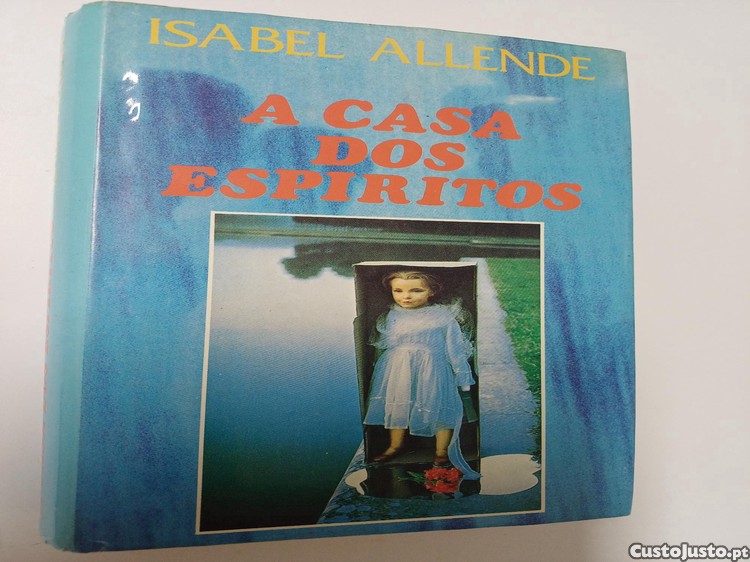 ISABEL ALLENDE
A CASA
DOS
ESPIRITOS
CustoJusto.pt